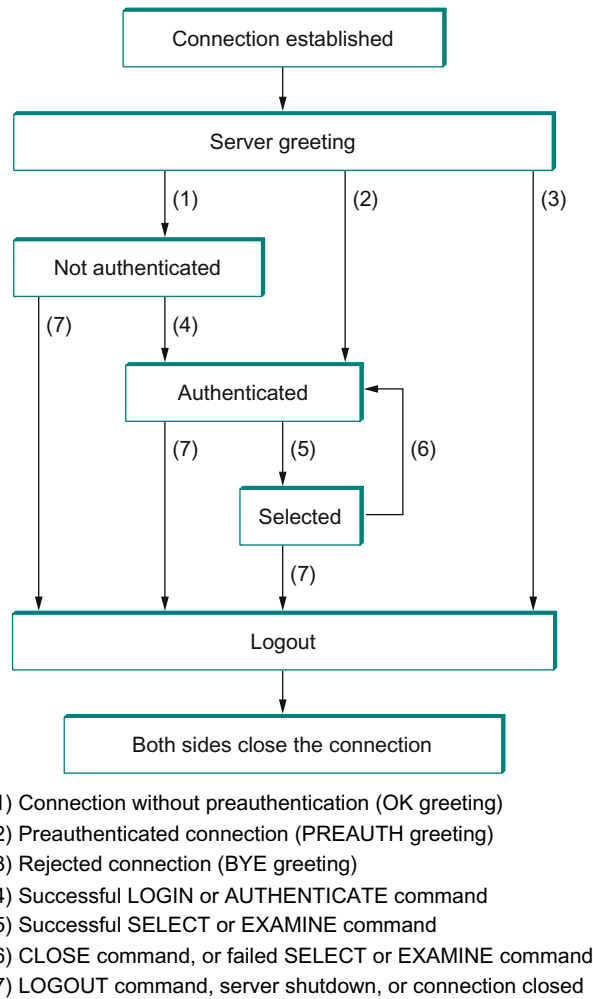 Connection established
Server greeting
(1) (2) (3)
Not authenticated
(7) (4)
Authenticated
(7) (5) (6)
Selected
(7)
Logout
Both sides close the connection
1) Connection without preauthentication (OK greeting)
2) Preauthenticated connection (PREAUTH greeting)
3) Rejected connection (BYE greeting)
4) Successful LOGIN or AUTHENTICATE command
5) Successful SELECT or EXAMINE command
6) CLOSE command, or failed SELECT or EXAMINE command
7) LOGOUT command, server shutdown, or connection closed